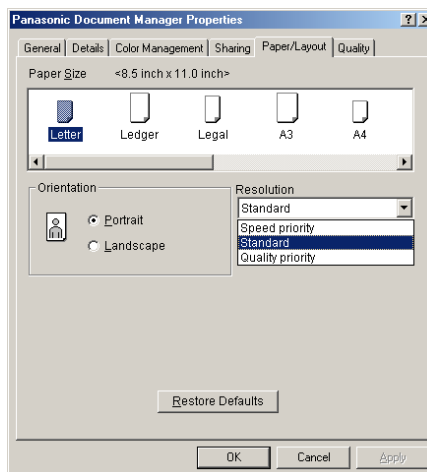 Panasonic Document Manager Properties
General Details Color Management Sharing Paper/Layout Quality
Paper Size <8.5 inch x 11.0 inch>
Letter Ledger Legal A3 A4
Orientation
Portrait
Landscape
Resolution
Standard
Speed priority
Standard
Quality priority
Restore Defaults
OK Cancel Apply